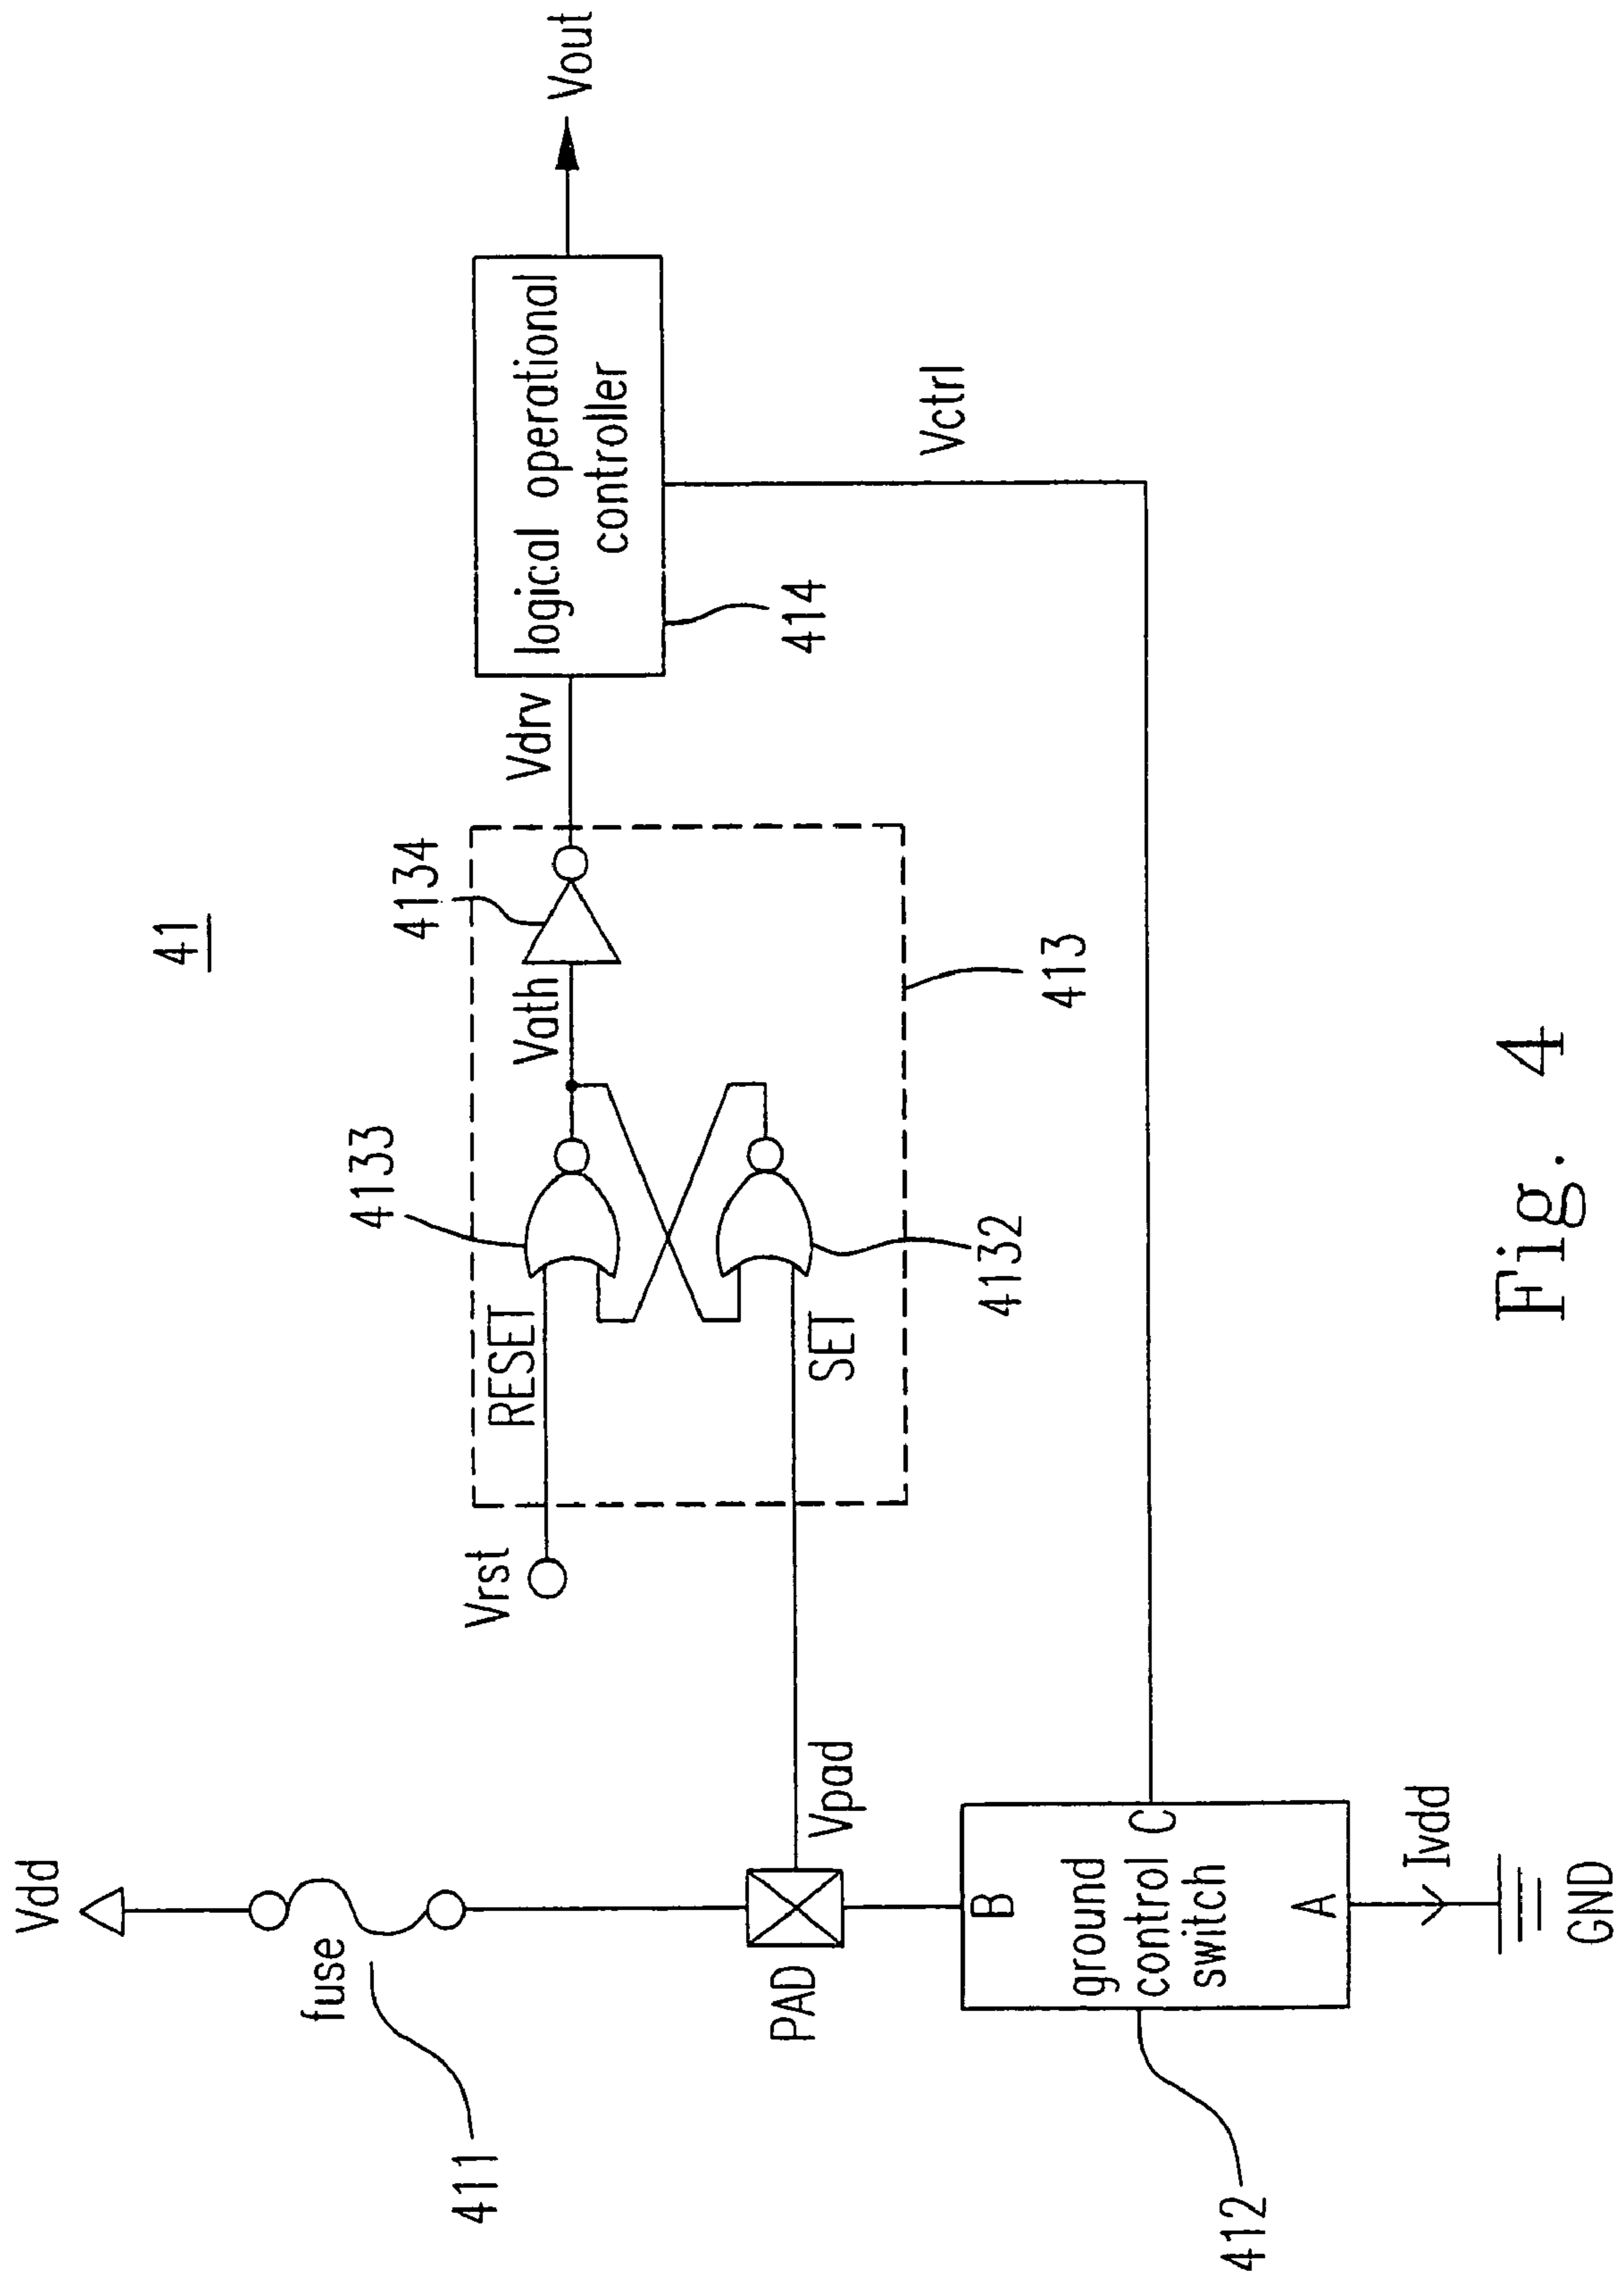 41
Vdd
fuse
411
PAD
Vpad
Vrst
RESET
SET
4133
4132
Vath
4134
413
Vdrv
logical operational
controller
414
Vout
Vctrl
B
ground
control
switch
C
A
412
Ivdd
GND
Fig. 4